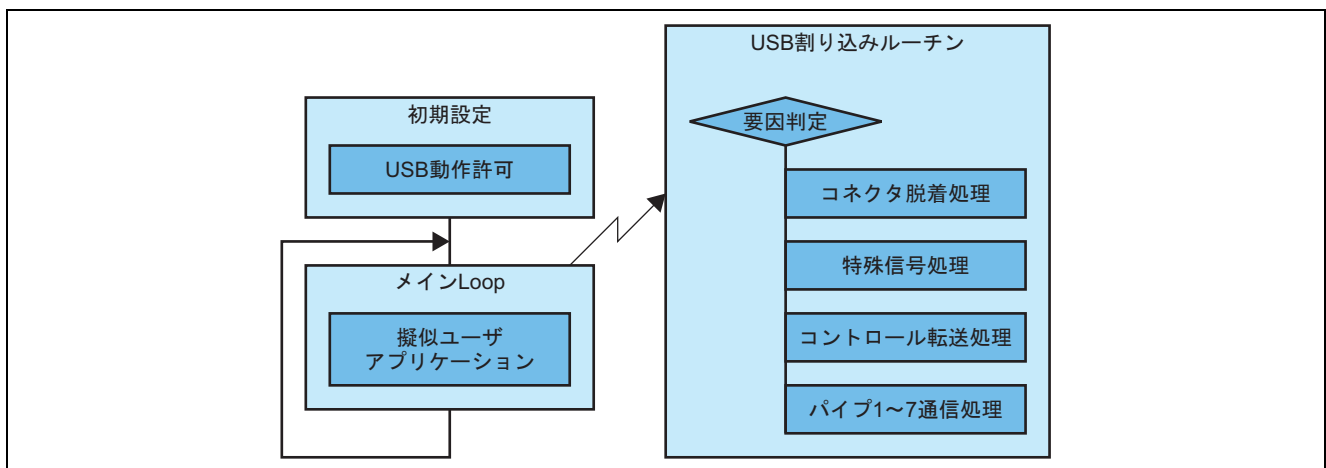 初期設定
USB動作許可
メインLoop
擬似ユーザ
アプリケーション
USB割り込みルーチン
要因判定
コネクタ脱着処理
特殊信号処理
コントロール転送処理
パイプ1～7通信処理